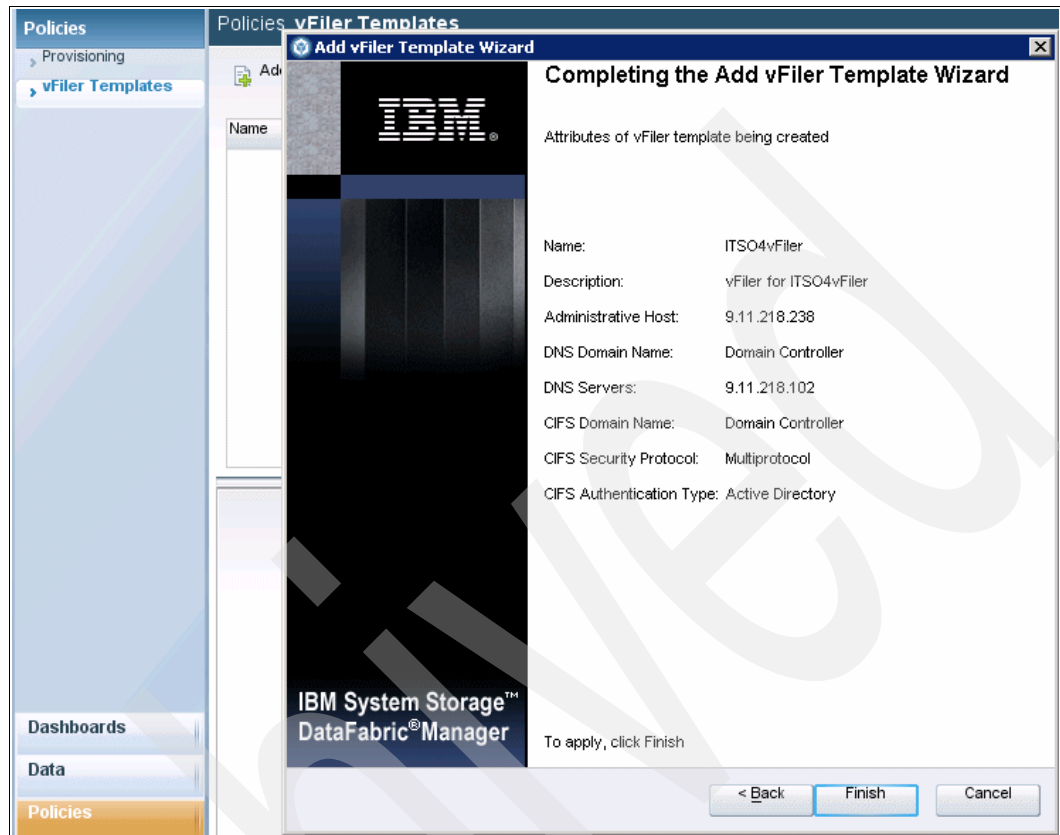 Policies
Provisioning
vFiler Templates
Dashboards
Data
Policies
Policies vFiler Templates
Ad
Name
Add vFiler Template Wizard
IBM®
IBM System Storage™
DataFabric®Manager
Completing the Add vFiler Template Wizard
Attributes of vFiler template being created
Name: ITSO4vFiler
Description: vFiler for ITSO4vFiler
Administrative Host: 9.11.218.238
DNS Domain Name: Domain Controller
DNS Servers: 9.11.218.102
CIFS Domain Name: Domain Controller
CIFS Security Protocol: Multiprotocol
CIFS Authentication Type: Active Directory
To apply, click Finish
< Back Finish Cancel
hived